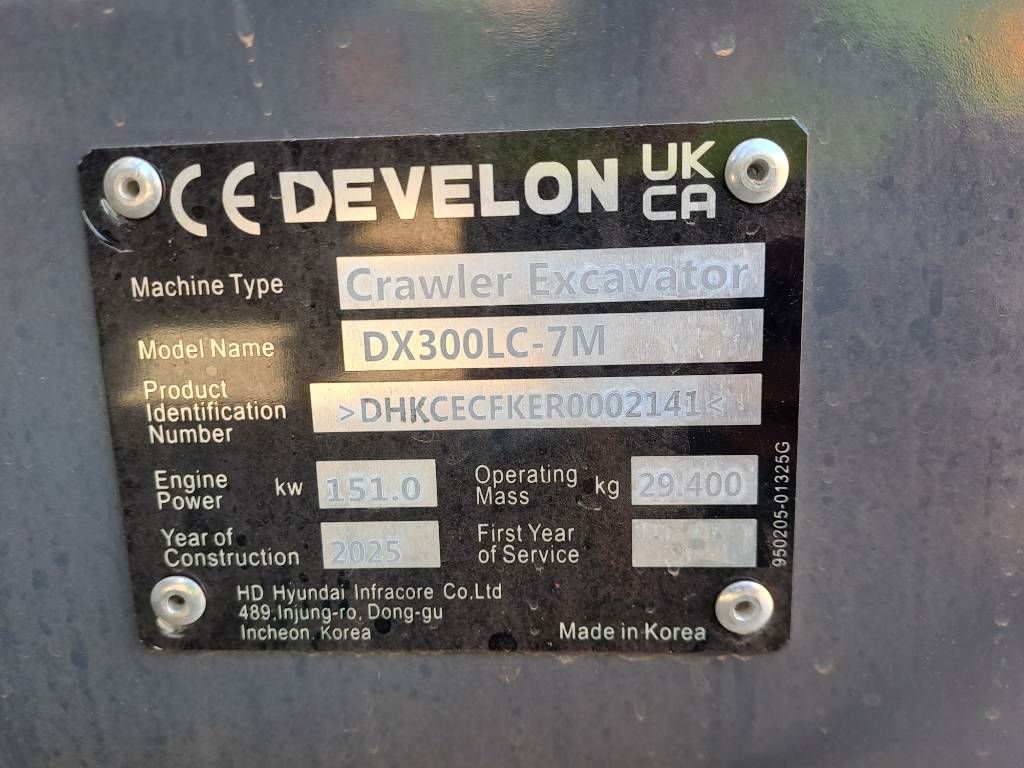 CE DEVELON UK CA
Machine Type Crawler Excavator
Model Name DX300LC-7M
Product
Identification
Number >DHKCECFKER0002141<
Engine
Power kw 151.0 Operating
Mass kg 29.400
Year of
Construction 2025 First Year
of Service
HD Hyundai Infracore Co.Ltd
489.Injung-ro, Dong-gu
Incheon, Korea
Made in Korea
950205-01325G